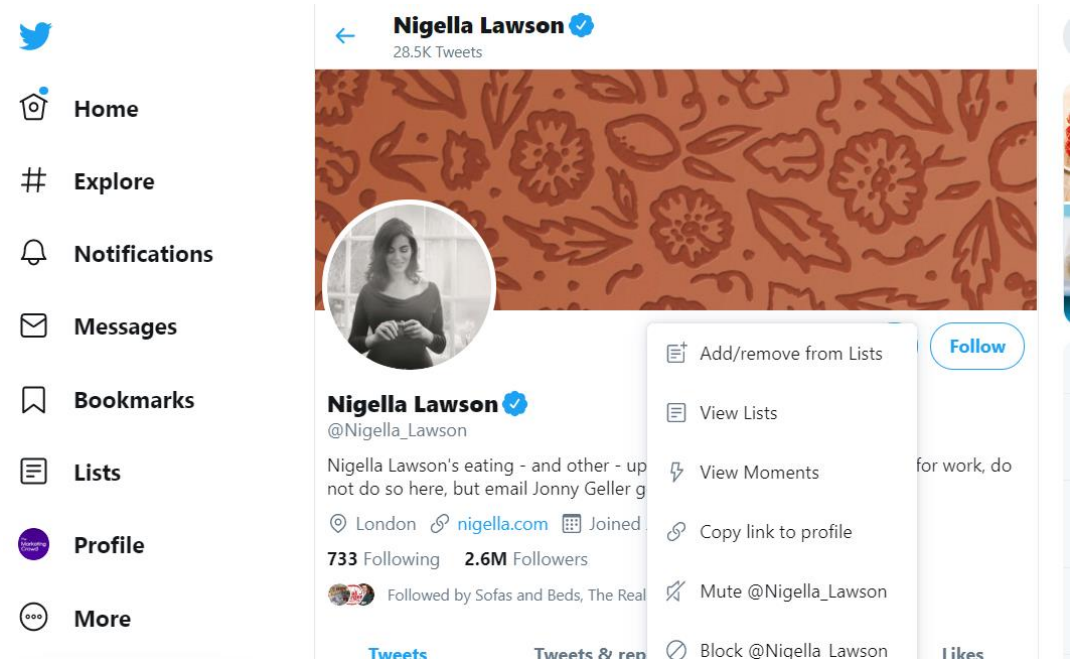 Home
Explore
Notifications
Messages
Bookmarks
Lists
Profile
More
Nigella Lawson
28.5K Tweets
Follow
Nigella Lawson
@Nigella_Lawson
Nigella Lawson's eating - and other - up for work, do
not do so here, but email Jonny Geller g
London nigella.com Joined
733 Following 2.6M Followers
Followed by Sofas and Beds, The Real
Tweets Tweets & rep Likes
Add/remove from Lists
View Lists
View Moments
Copy link to profile
Mute @Nigella_Lawson
Block @Nigella_Lawson